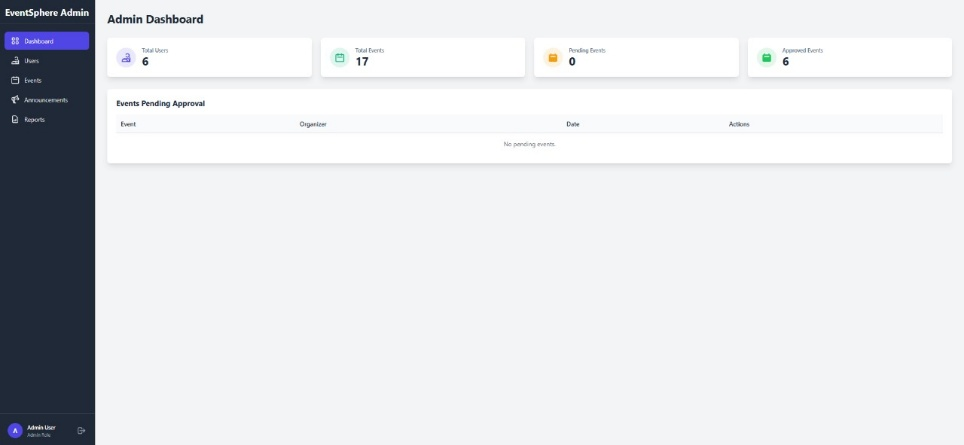 EventSphere Admin
Dashboard
Users
Events
Announcements
Reports
A
Admin User
Admin Role
Admin Dashboard
Total Users
6
Total Events
17
Pending Events
0
Approved Events
6
Events Pending Approval
Event Organizer Date Actions
No pending events.